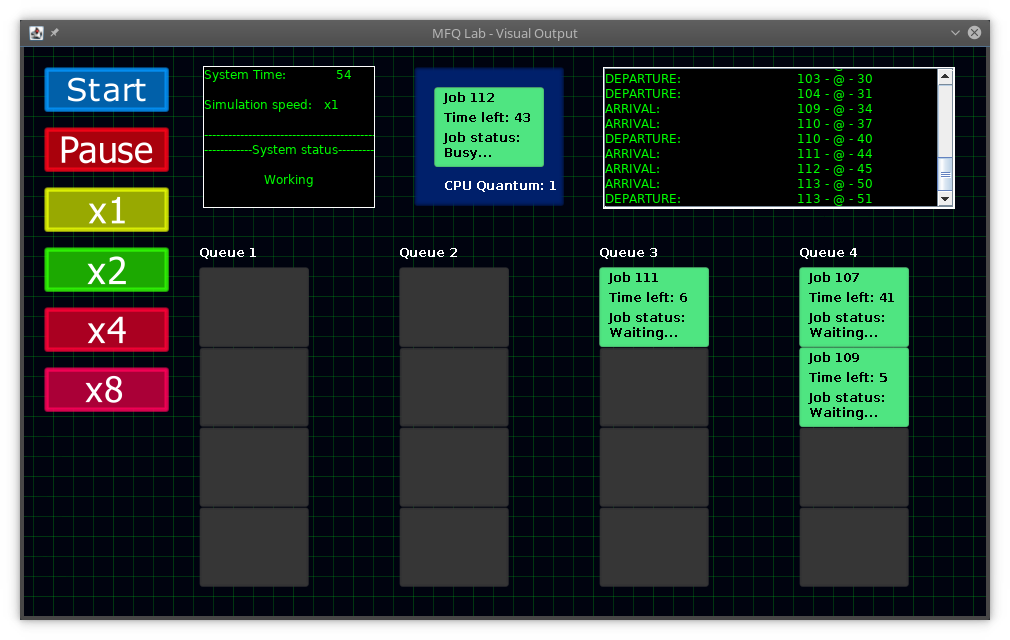 MFQ Lab - Visual Output
Start
Pause
x1
x2
x4
x8
System Time: 54
Simulation speed: x1
------------System status---------
Working
Job 112
Time left: 43
Job status:
Busy...
CPU Quantum: 1
DEPARTURE: 103 - @ - 30
DEPARTURE: 104 - @ - 31
ARRIVAL: 109 - @ - 34
ARRIVAL: 110 - @ - 37
DEPARTURE: 110 - @ - 40
ARRIVAL: 111 - @ - 44
ARRIVAL: 112 - @ - 45
ARRIVAL: 113 - @ - 50
DEPARTURE: 113 - @ - 51
Queue 1
Queue 2
Queue 3
Job 111
Time left: 6
Job status:
Waiting...
Queue 4
Job 107
Time left: 41
Job status:
Waiting...
Job 109
Time left: 5
Job status:
Waiting...